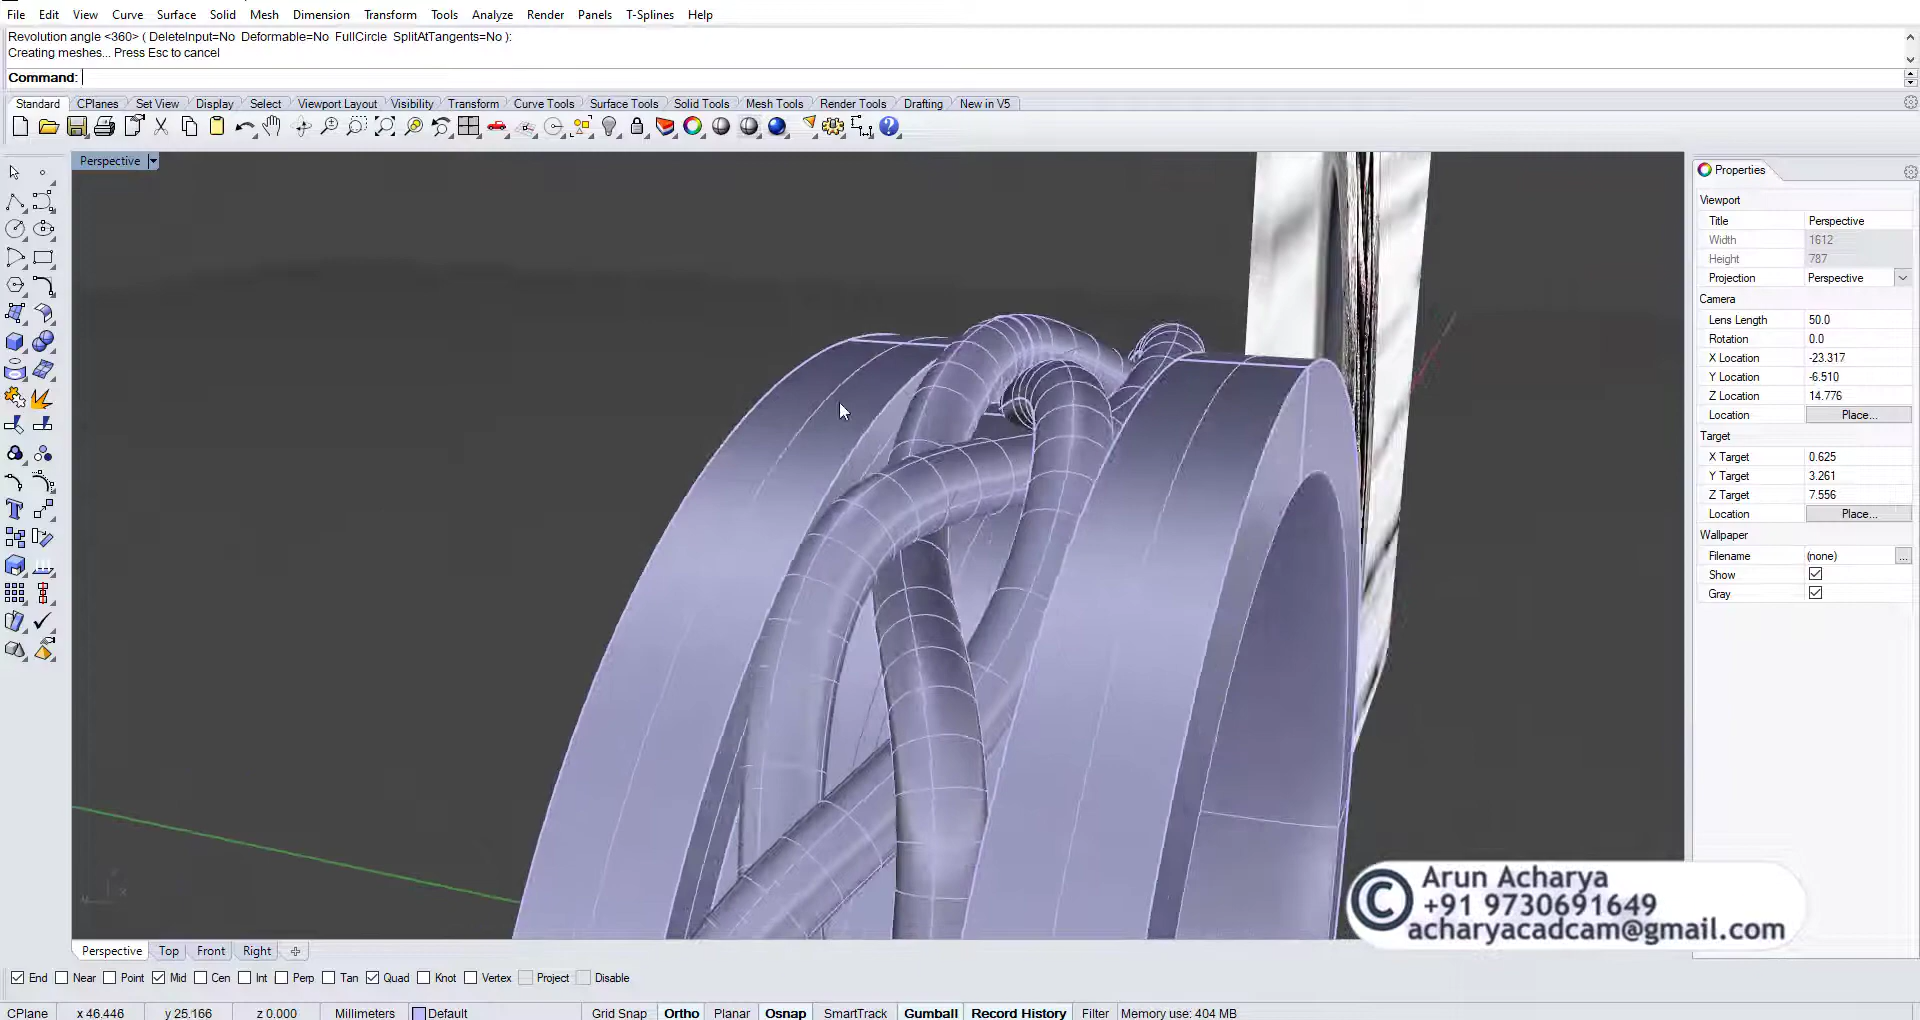 File Edit View Curve Surface Solid Mesh Dimension Transform Tools Analyze Render Panels T-Splines Help
Revolution angle <360> ( DeleteInput=No Deformable=No FullCircle SplitAtTangents=No ):
Creating meshes... Press Esc to cancel
Command:
Standard CPlanes Set View Display Select Viewport Layout Visibility Transform Curve Tools Surface Tools Solid Tools Mesh Tools Render Tools Drafting New in V5
Perspective
Properties
Viewport
Title Perspective
Width 1612
Height 787
Projection Perspective
Camera
Lens Length 50.0
Rotation 0.0
X Location -23.317
Y Location -6.510
Z Location 14.776
Location Place...
Target
X Target 0.625
Y Target 3.261
Z Target 7.556
Location Place...
Wallpaper
Filename (none) ...
Show
Gray
© Arun Acharya
+91 9730691649
acharyacadcam@gmail.com
Perspective Top Front Right
End Near Point Mid Cen Int Perp Tan Quad Knot Vertex Project Disable
CPlane x 46.446 y 25.166 z 0.000 Millimeters Default Grid Snap Ortho Planar Osnap SmartTrack Gumball Record History Filter Memory use: 404 MB